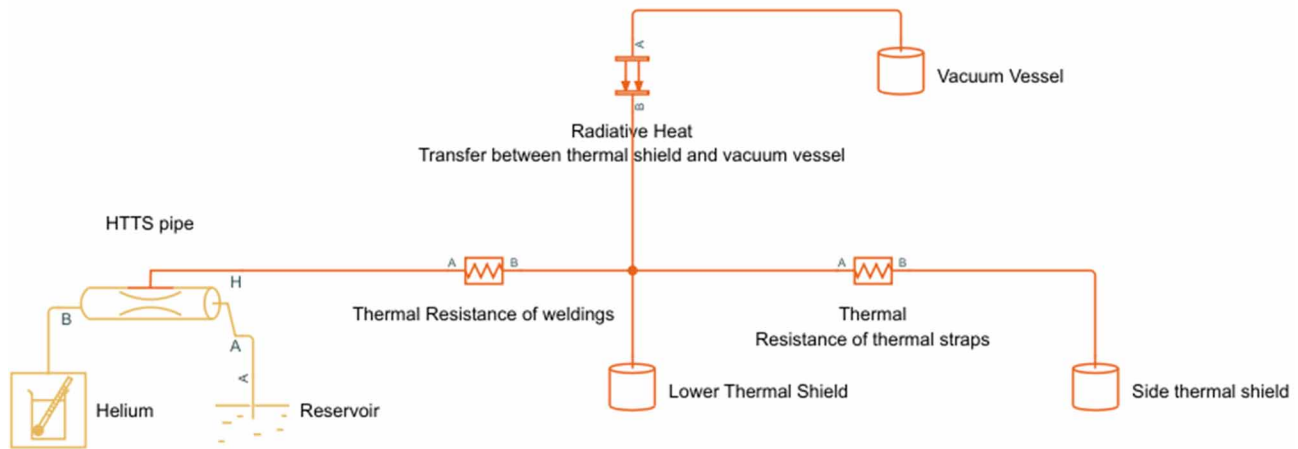 A
Vacuum Vessel
B
Radiative Heat
Transfer between thermal shield and vacuum vessel
HTTS pipe
A B
A B
H
B
Thermal Resistance of weldings
Thermal
Resistance of thermal straps
A
A
Helium
Reservoir
Lower Thermal Shield
Side thermal shield